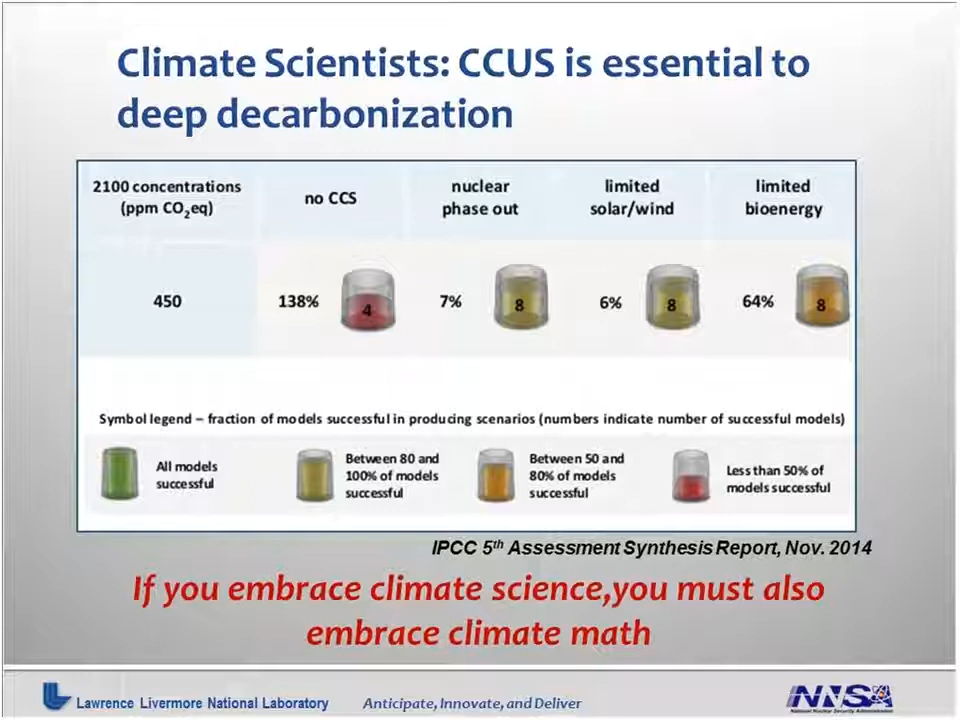 Climate Scientists: CCUS is essential to
deep decarbonization
2100 concentrations
(ppm CO₂eq)
no CCS
nuclear
phase out
limited
solar/wind
limited
bioenergy
450
138%
4
7%
8
6%
8
64%
8
Symbol legend – fraction of models successful in producing scenarios (numbers indicate number of successful models)
All models
successful
Between 80 and
100% of models
successful
Between 50 and
80% of models
successful
Less than 50% of
models successful
IPCC 5th Assessment Synthesis Report, Nov. 2014
If you embrace climate science,you must also
embrace climate math
Lawrence Livermore National Laboratory
Anticipate, Innovate, and Deliver
NNSA
National Nuclear Security Administration